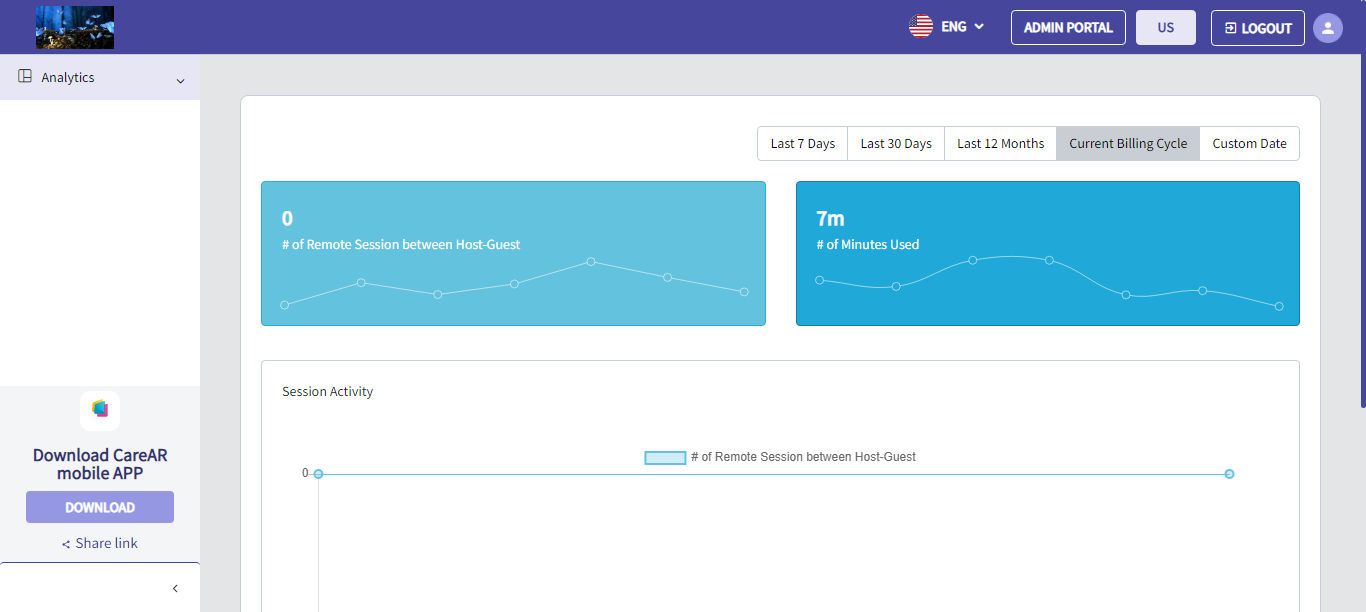 ENG
ADMIN PORTAL
US
LOGOUT
Analytics
Last 7 Days
Last 30 Days
Last 12 Months
Current Billing Cycle
Custom Date
0
# of Remote Session between Host-Guest
7m
# of Minutes Used
Session Activity
# of Remote Session between Host-Guest
0
Download CareAR
mobile APP
DOWNLOAD
Share link